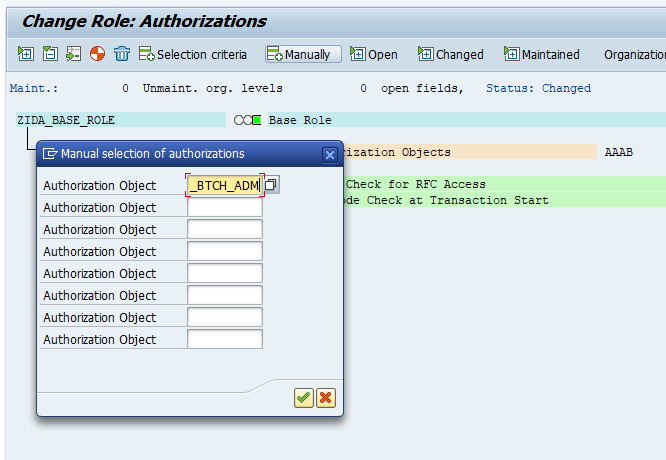 Change Role: Authorizations
Selection criteria Manually Open Changed Maintained Organizatio
Maint.: 0 Unmaint. org. levels 0 open fields, Status: Changed
ZIDA_BASE_ROLE Base Role
Manual selection of authorizations
rization Objects AAAB
Authorization Object _BTCH_ADM
Check for RFC Access
Authorization Object
ode Check at Transaction Start
Authorization Object
Authorization Object
Authorization Object
Authorization Object
Authorization Object
Authorization Object